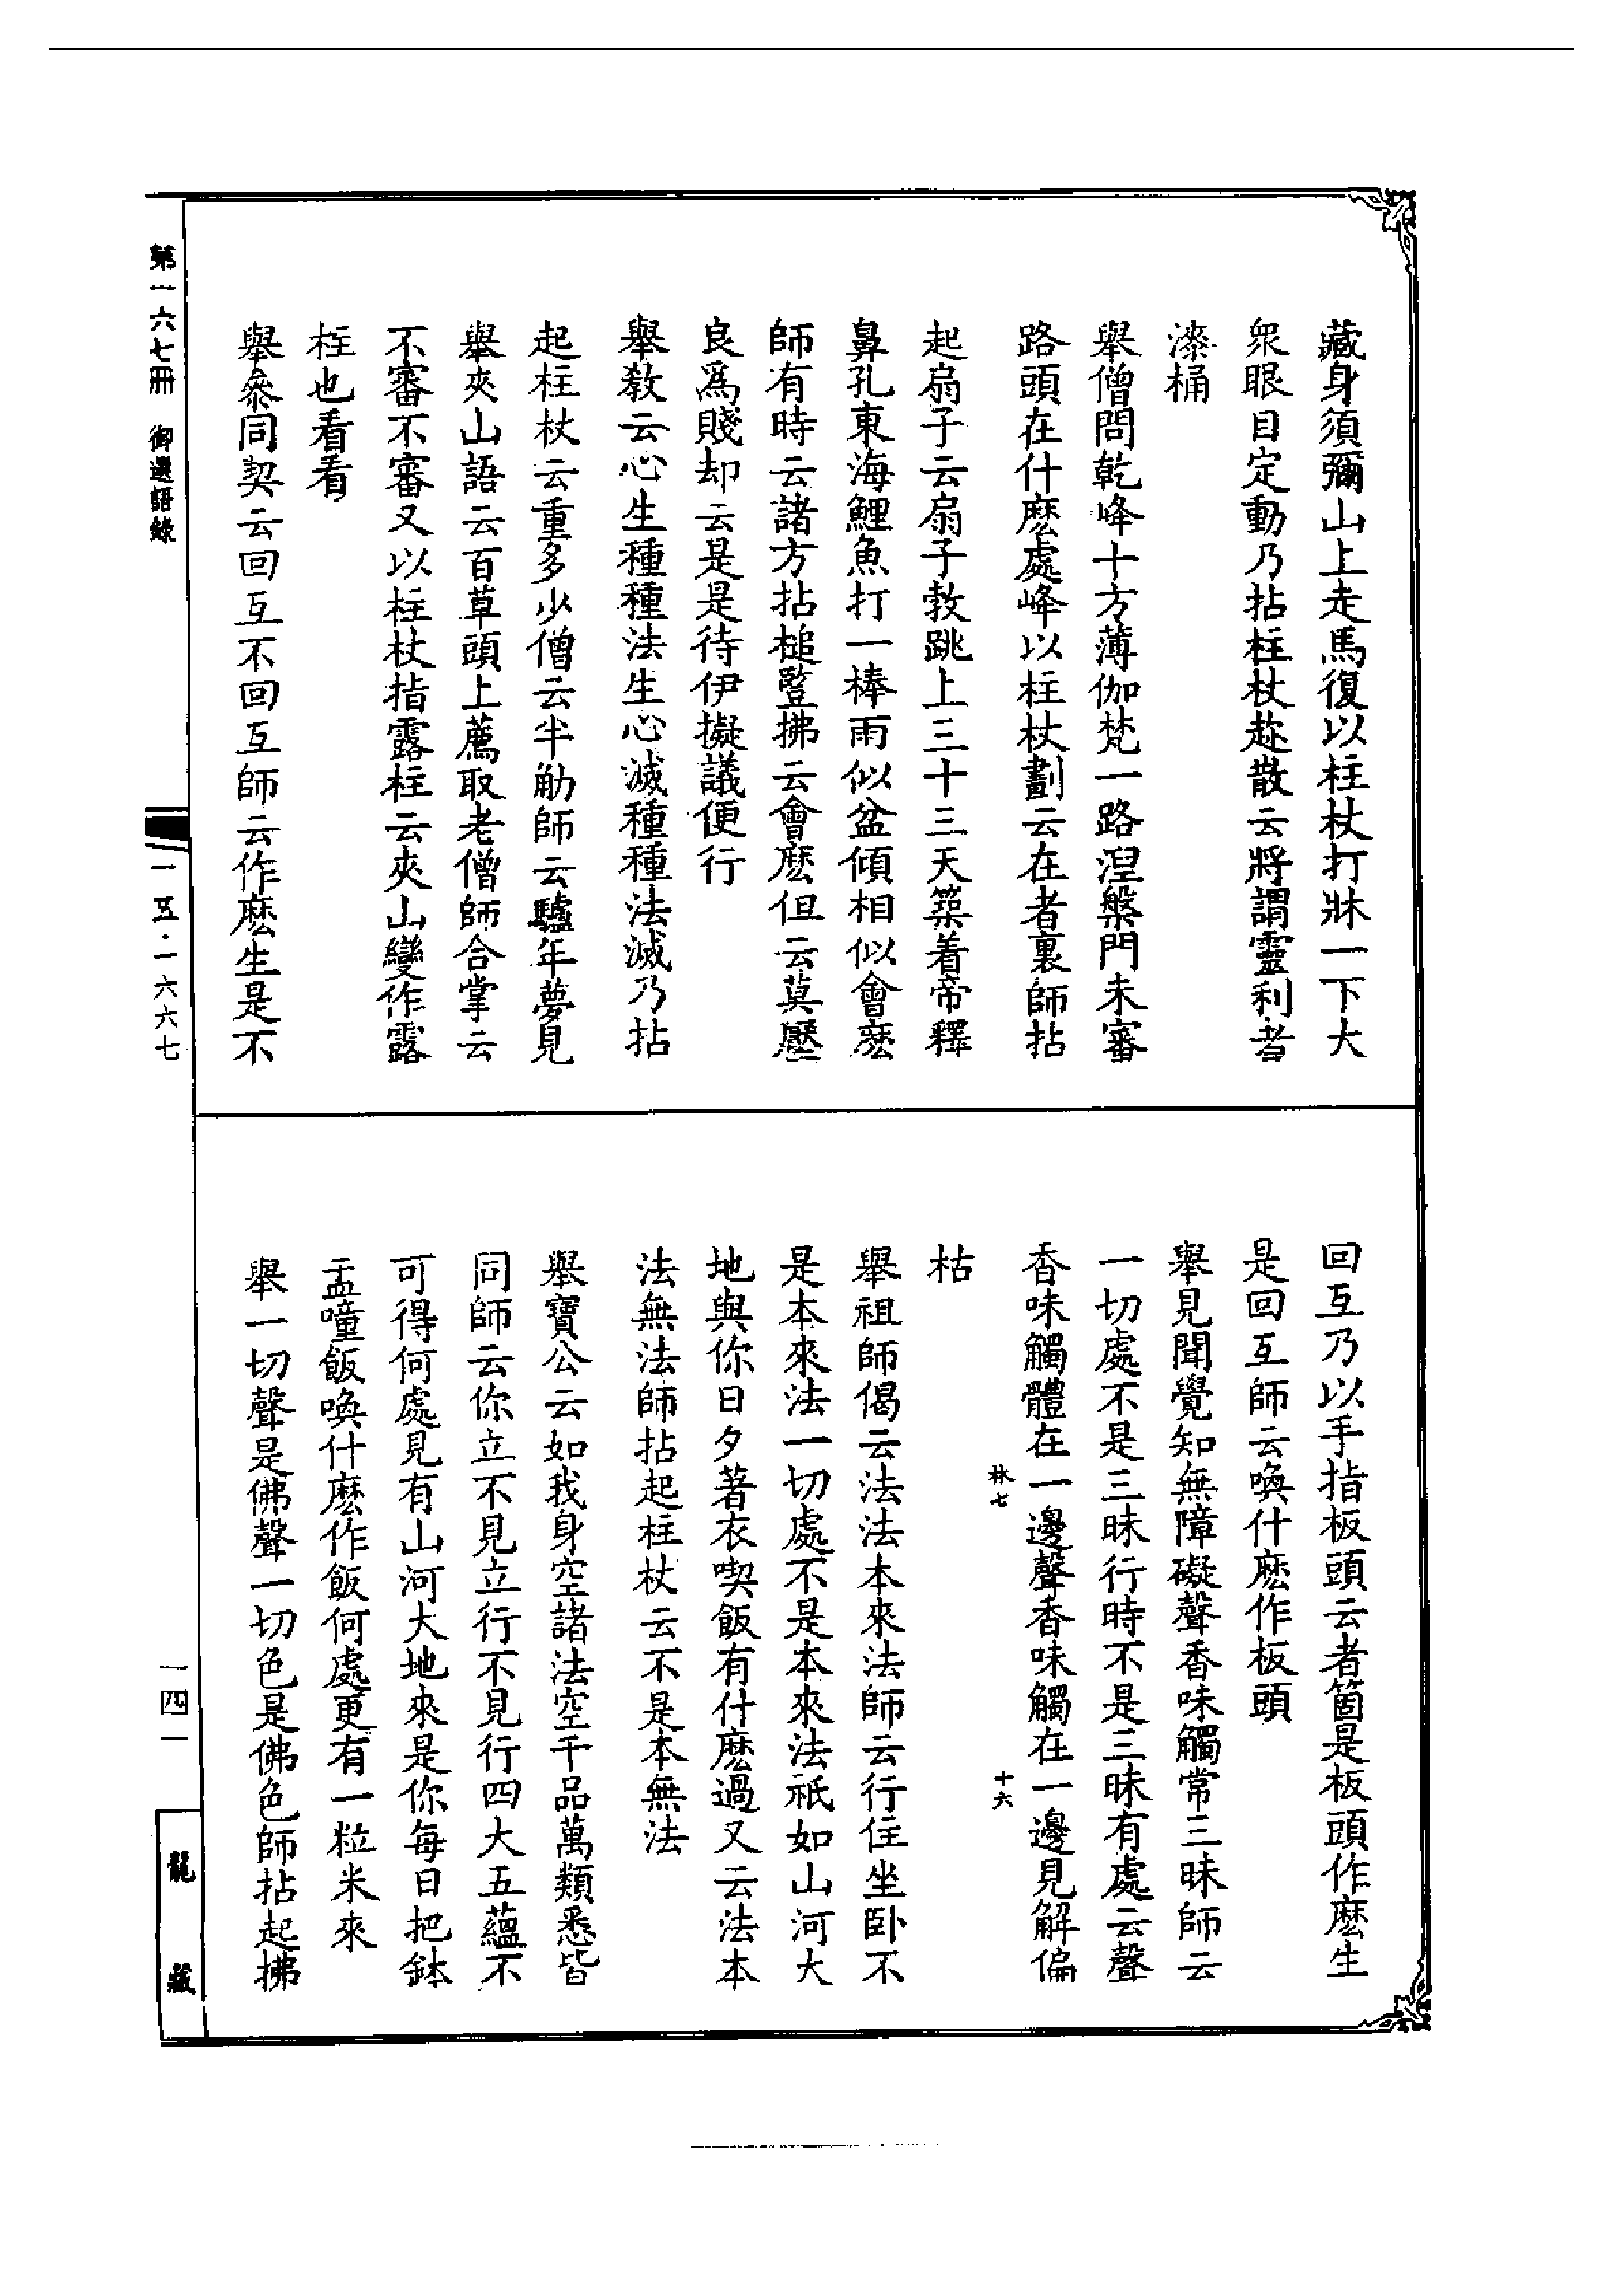 藏身須彌山上走馬復以柱杖打牀一下大
衆眼目定動乃拈柱杖趂散云將謂靈利者
漆桶
舉僧問乾峰十方薄伽梵一路涅槃門未審
路頭在什麽處峰以柱杖劃云在者裏師拈
起扇子云扇子敎跳上三十三天築着帝釋
鼻孔東海鯉魚打一棒雨似盆傾相似會麽
師有時云諸方拈槌竪拂云會麽但云莫壓
良爲賤却云是是待伊擬議便行
舉敎云心生種種法生心滅種種法滅乃拈
起柱杖云重多少僧云半觔師云驢年夢見
舉夾山語云百草頭上薦取老僧師合掌云
不審不審又以柱杖指露柱云夾山變作露
柱也看看
舉叅同契云回互不回互師云作麽生是不
回互乃以手指板頭云者箇是板頭作麽生
是回互師云喚什麽作板頭
舉見聞覺知無障礙聲香味觸常三昧師云
一切處不是三昧行時不是三昧有處云聲
香味觸體在一邊聲香味觸在一邊見解偏
林七 十六
枯
舉祖師偈云法法本來法師云行住坐卧不
是本來法一切處不是本來法祇如山河大
地與你日夕著衣喫飯有什麽過又云法本
法無法師拈起柱杖云不是本無法
舉寶公云如我身空諸法空千品萬類悉皆
同師云你立不見立行不見行四大五蘊不
可得何處見有山河大地來是你每日把鉢
盂噇飯喚什麽作飯何處更有一粒米來
舉一切聲是佛聲一切色是佛色師拈起拂
第一六七冊 御選語錄
一五·一六六七
一四一
龍藏